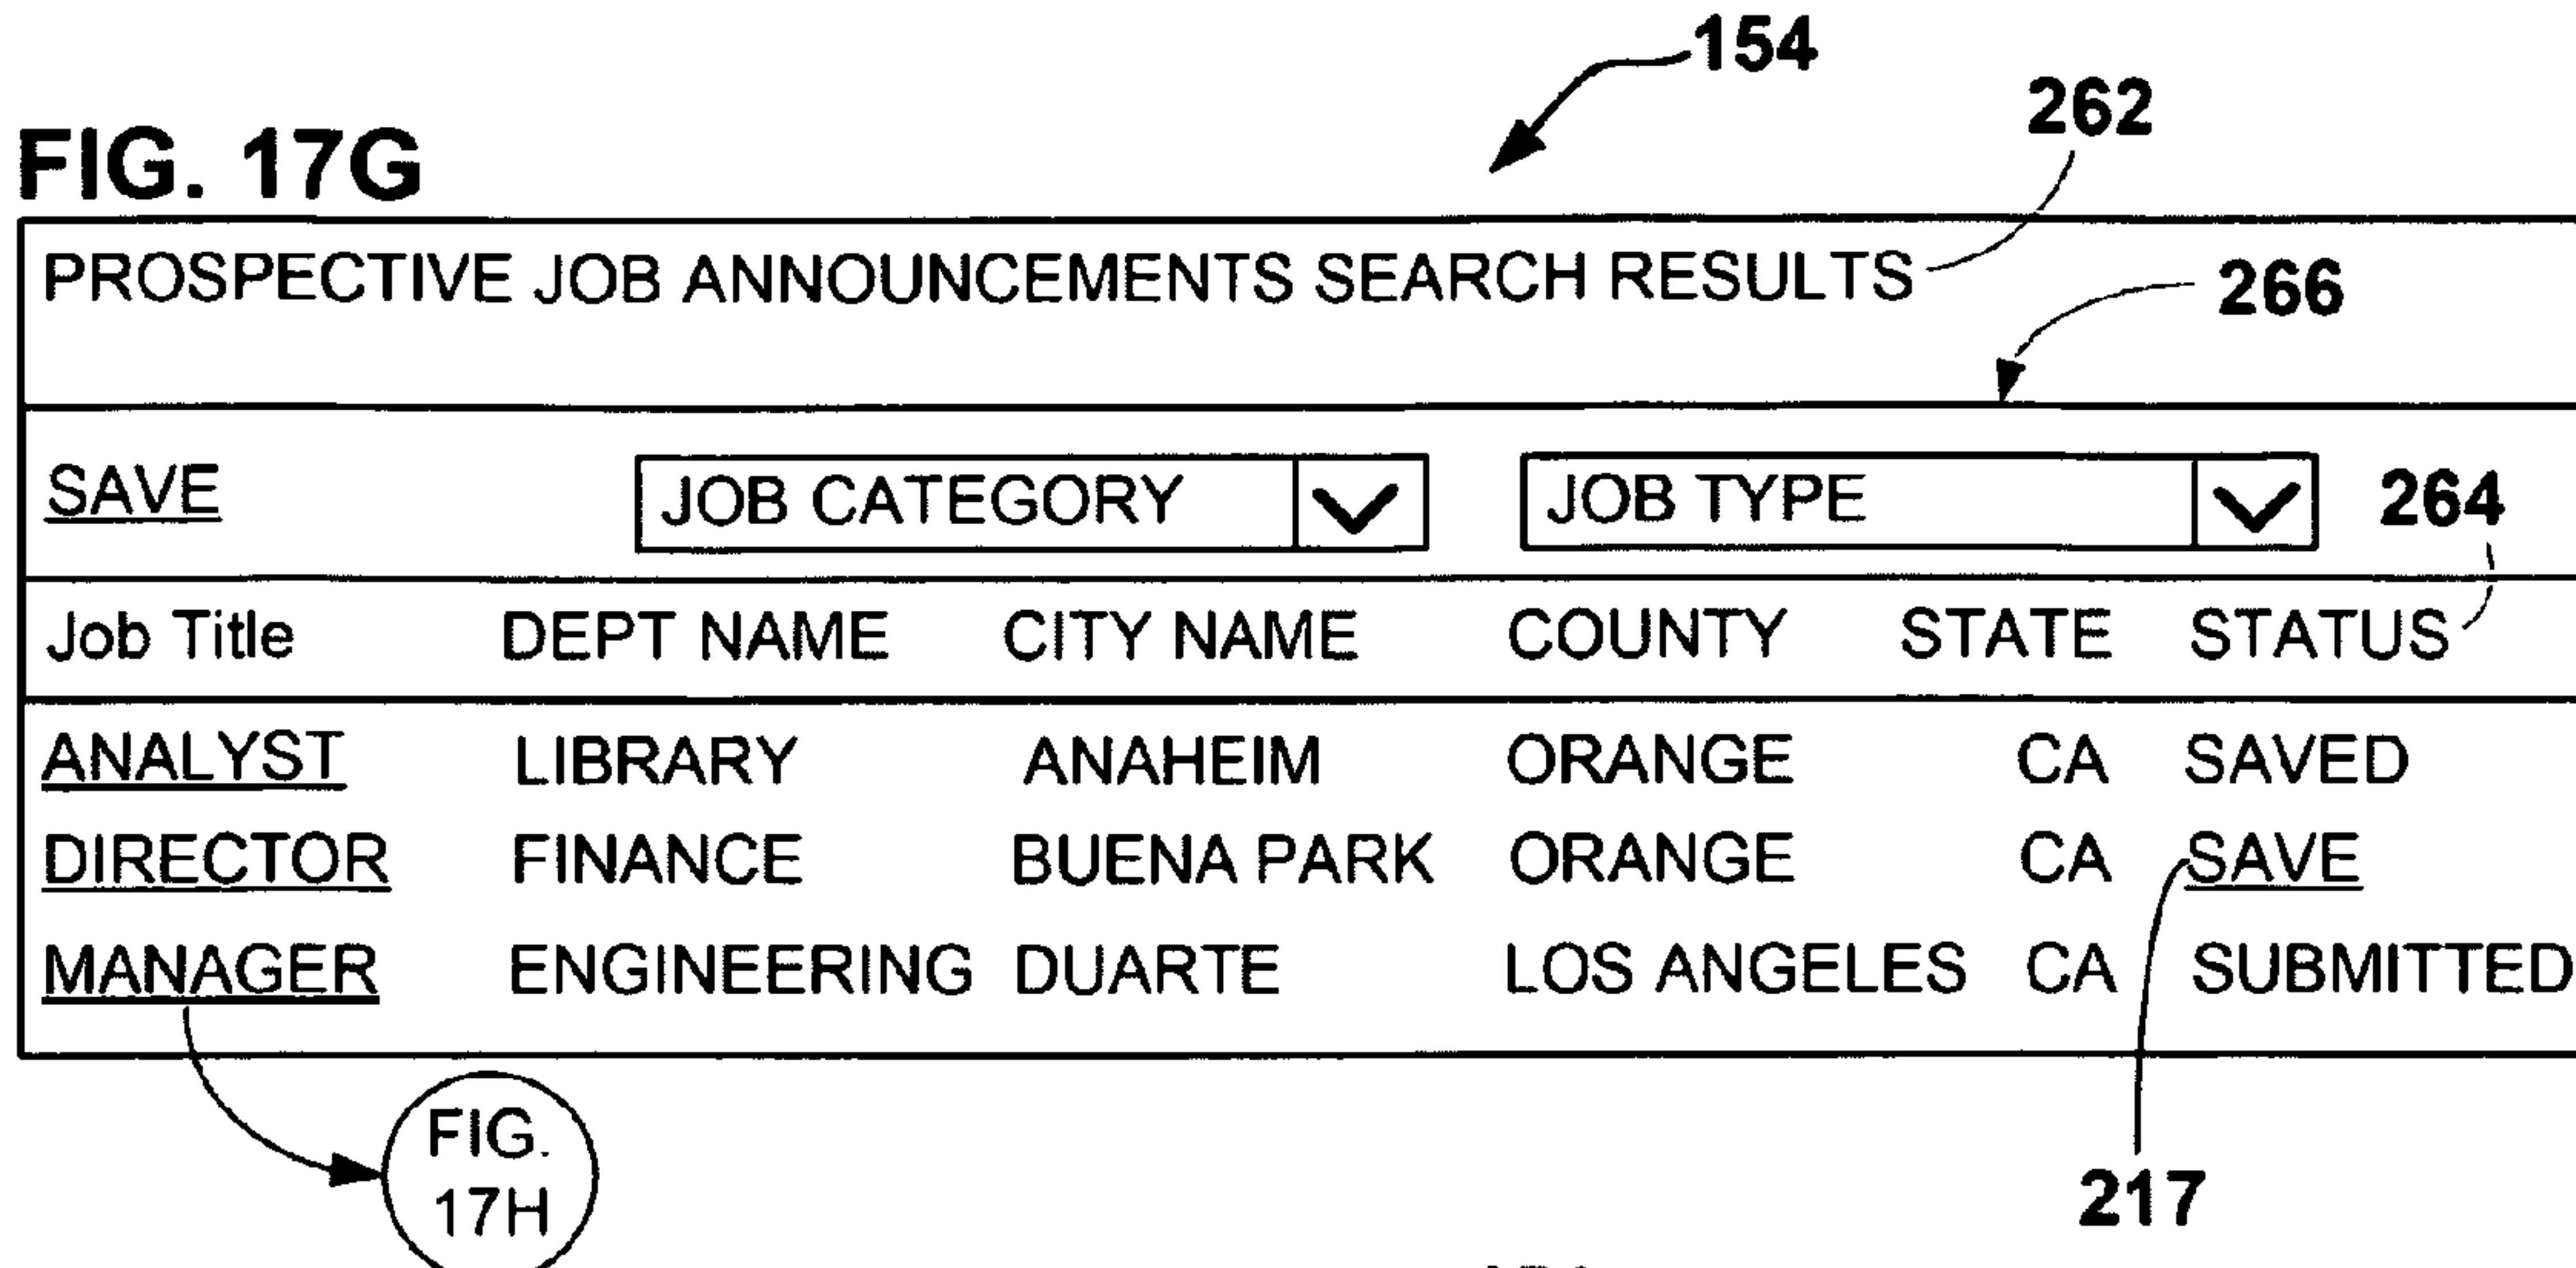 154
262
FIG. 17G
PROSPECTIVE JOB ANNOUNCEMENTS SEARCH RESULTS
266
SAVE JOB CATEGORY JOB TYPE 264
Job Title DEPT NAME CITY NAME COUNTY STATE STATUS
ANALYST LIBRARY ANAHEIM ORANGE CA SAVED
DIRECTOR FINANCE BUENA PARK ORANGE CA SAVE
MANAGER ENGINEERING DUARTE LOS ANGELES CA SUBMITTED
FIG.
17H
217